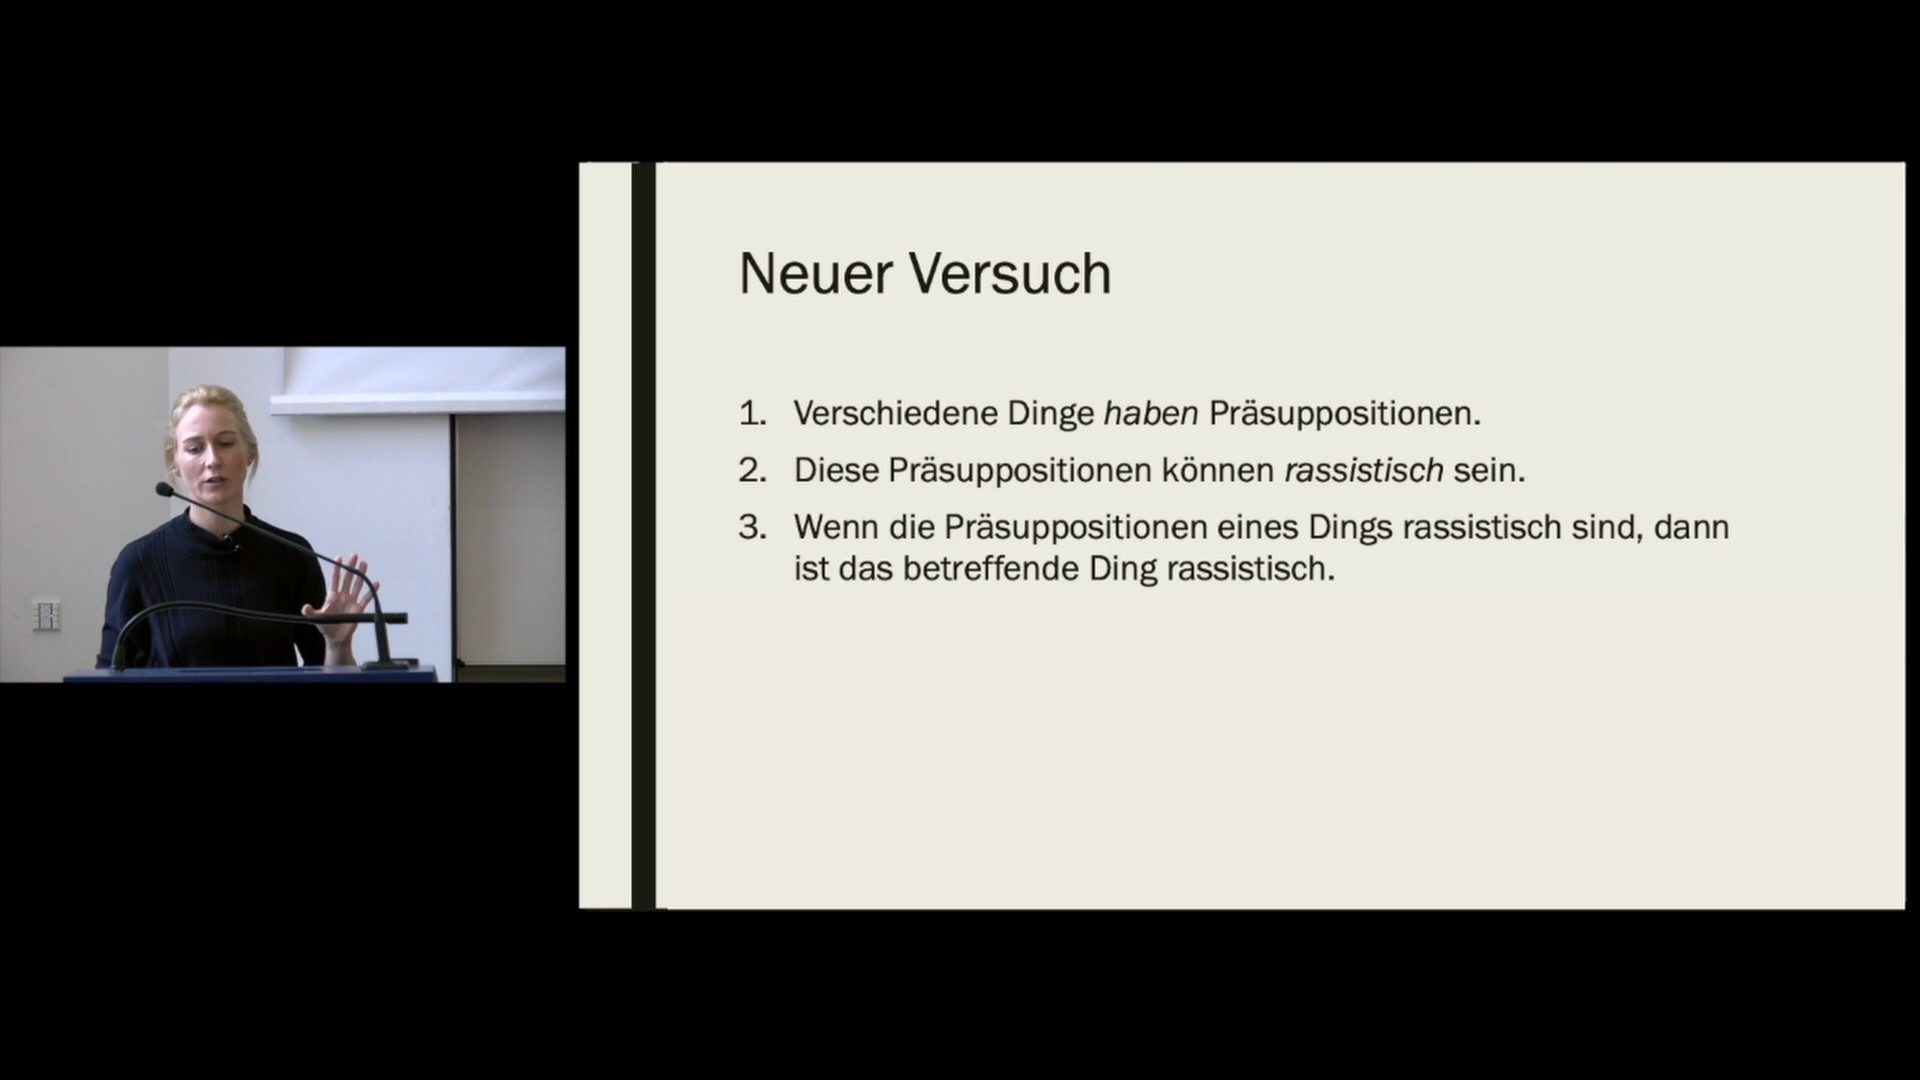 Neuer Versuch
1. Verschiedene Dinge haben Präsuppositionen.
2. Diese Präsuppositionen können rassistisch sein.
3. Wenn die Präsuppositionen eines Dings rassistisch sind, dann
ist das betreffende Ding rassistisch.